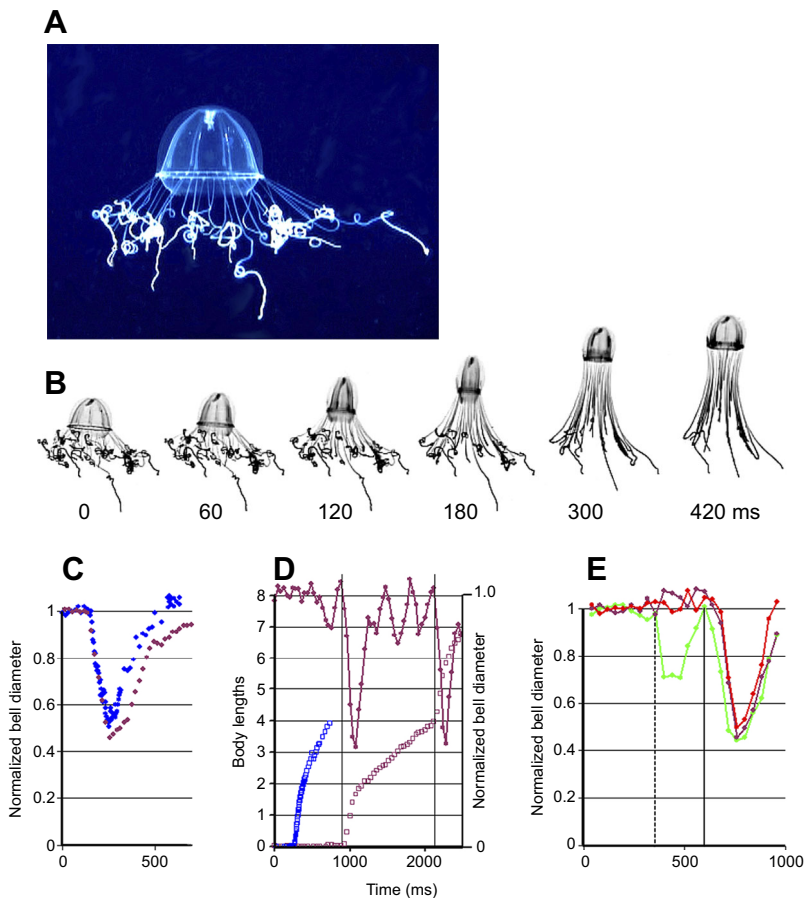 A
B
0 60 120 180 300 420 ms
C D E
Normalized bell diameter
1
0.8
0.6
0.4
0.2
0
0 500
Body lengths
8
7
6
5
4
3
2
1
0
0 1000 2000
Time (ms)
1.0
0
Normalized bell diameter
Normalized bell diameter
1
0.8
0.6
0.4
0.2
0
0 500 1000